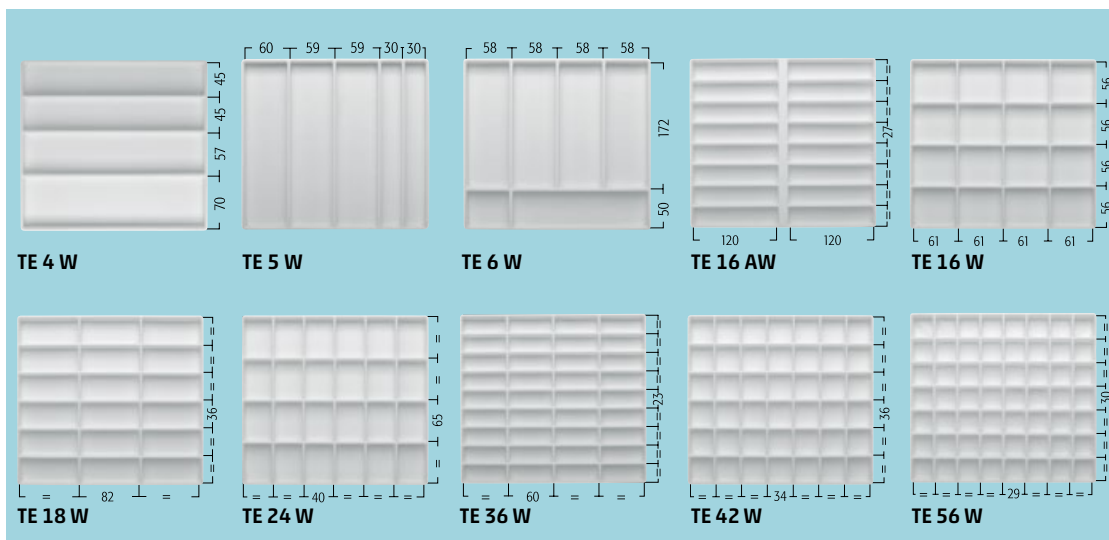 60 59 59 30 30
58 58 58 58
45
45
57
70
172
50
= = = 27 = = = =
56
56
56
56
120 120
61 61 61 61
TE 4 W
TE 5 W
TE 6 W
TE 16 AW
TE 16 W
= = = 36 = =
= = 65 =
= = = = 23 = = = =
= = = 36 = =
= = = 30 = = =
= 82 =
= = 40 = = =
= 60 = =
= = = 34 = = =
= = = = 29 = = =
TE 18 W
TE 24 W
TE 36 W
TE 42 W
TE 56 W